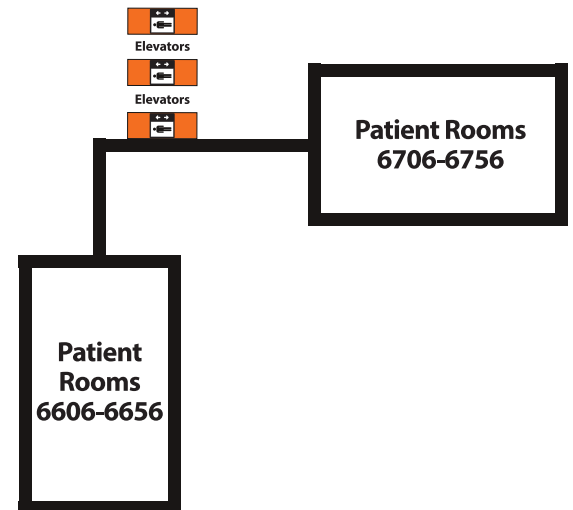 Elevators
Elevators
Patient Rooms
6706-6756
Patient
Rooms
6606-6656